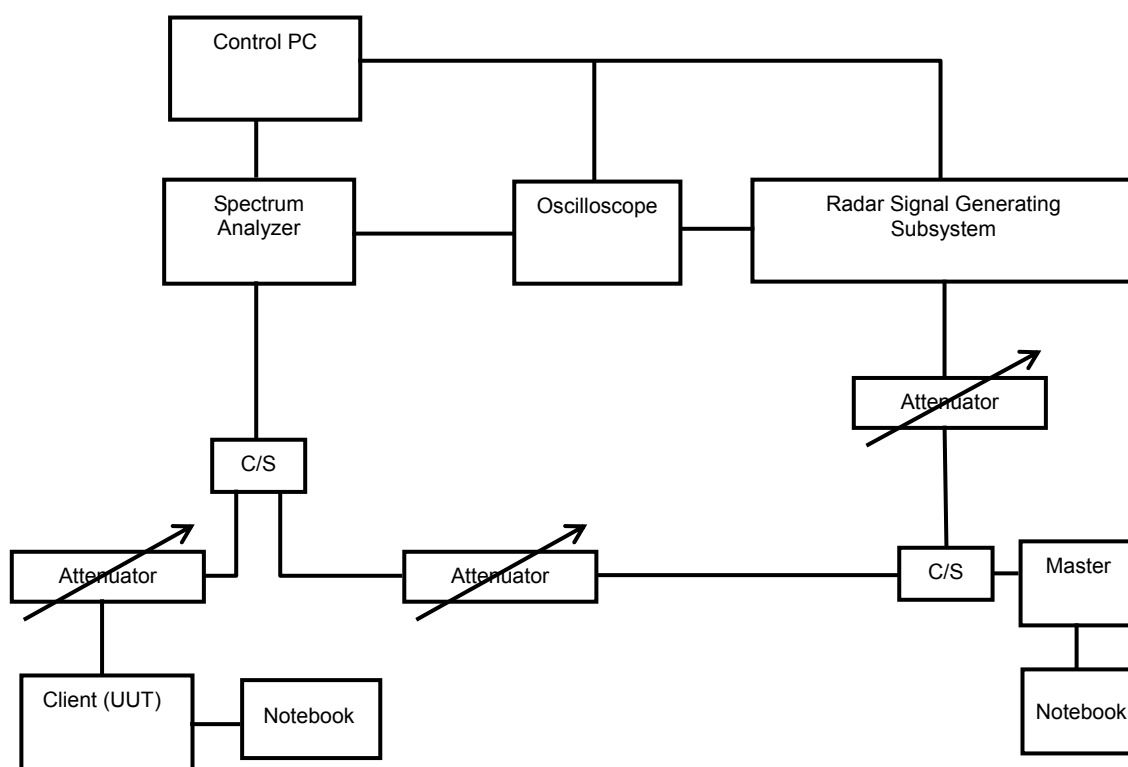 Control PC
Spectrum
Analyzer
Oscilloscope
Radar Signal Generating
Subsystem
Attenuator
C/S
Attenuator
Attenuator
C/S
Master
Client (UUT)
Notebook
Notebook